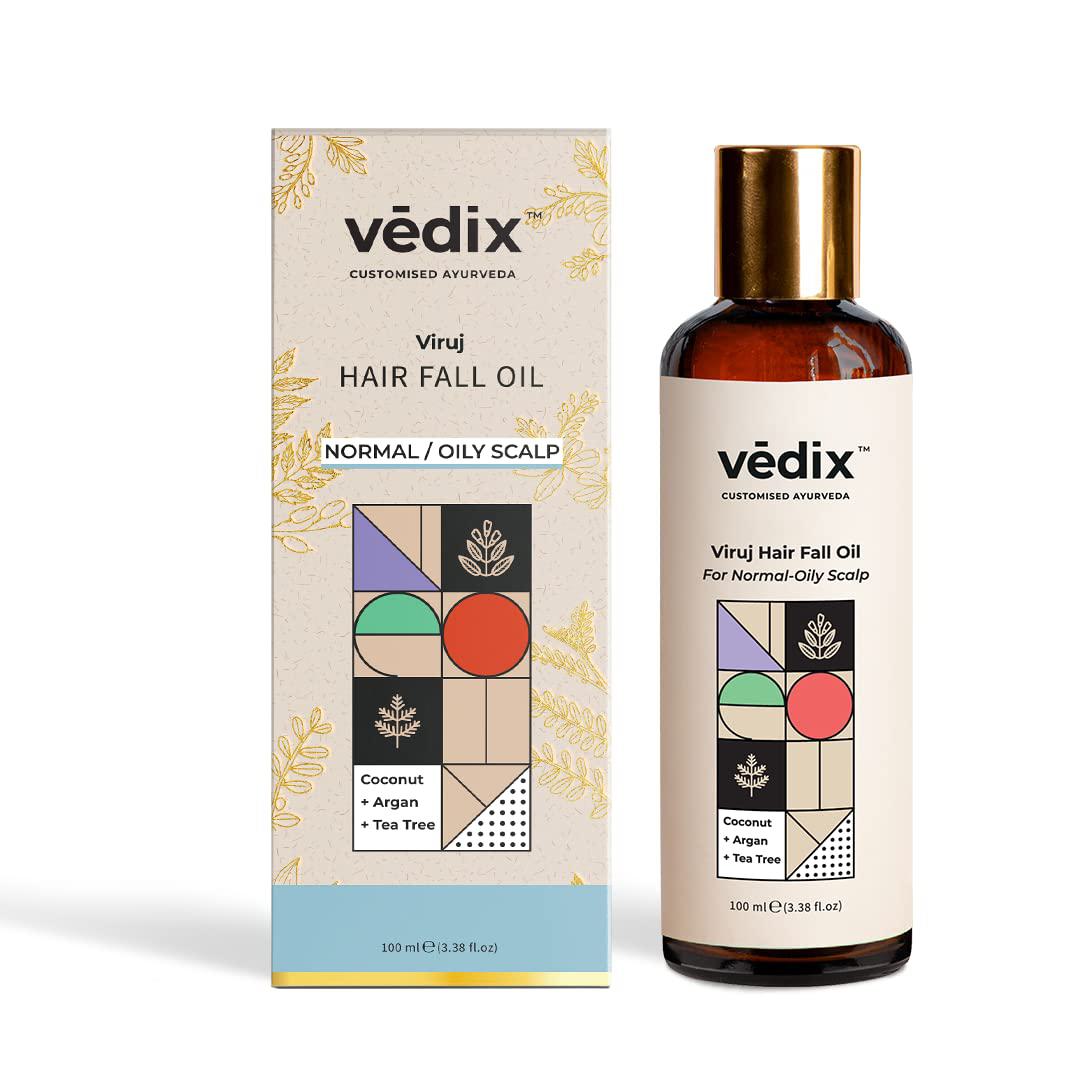 vēdix™
CUSTOMISED AYURVEDA
Viruj
HAIR FALL OIL
NORMAL / OILY SCALP
Coconut
+ Argan
+ Tea Tree
100 ml ℮ (3.38 fl.oz)
vēdix™
CUSTOMISED AYURVEDA
Viruj Hair Fall Oil
For Normal-Oily Scalp
Coconut
+ Argan
+ Tea Tree
100 ml ℮ (3.38 fl.oz)